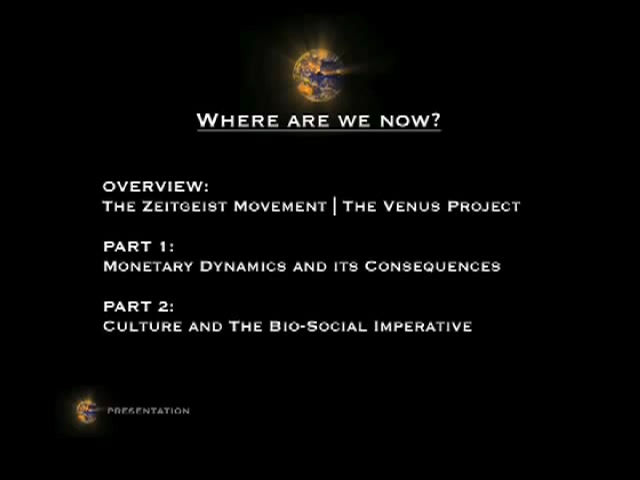 Where are we now?
OVERVIEW:
The Zeitgeist Movement | The Venus Project
PART 1:
Monetary Dynamics and its Consequences
PART 2:
Culture and The Bio-Social Imperative
PRESENTATION